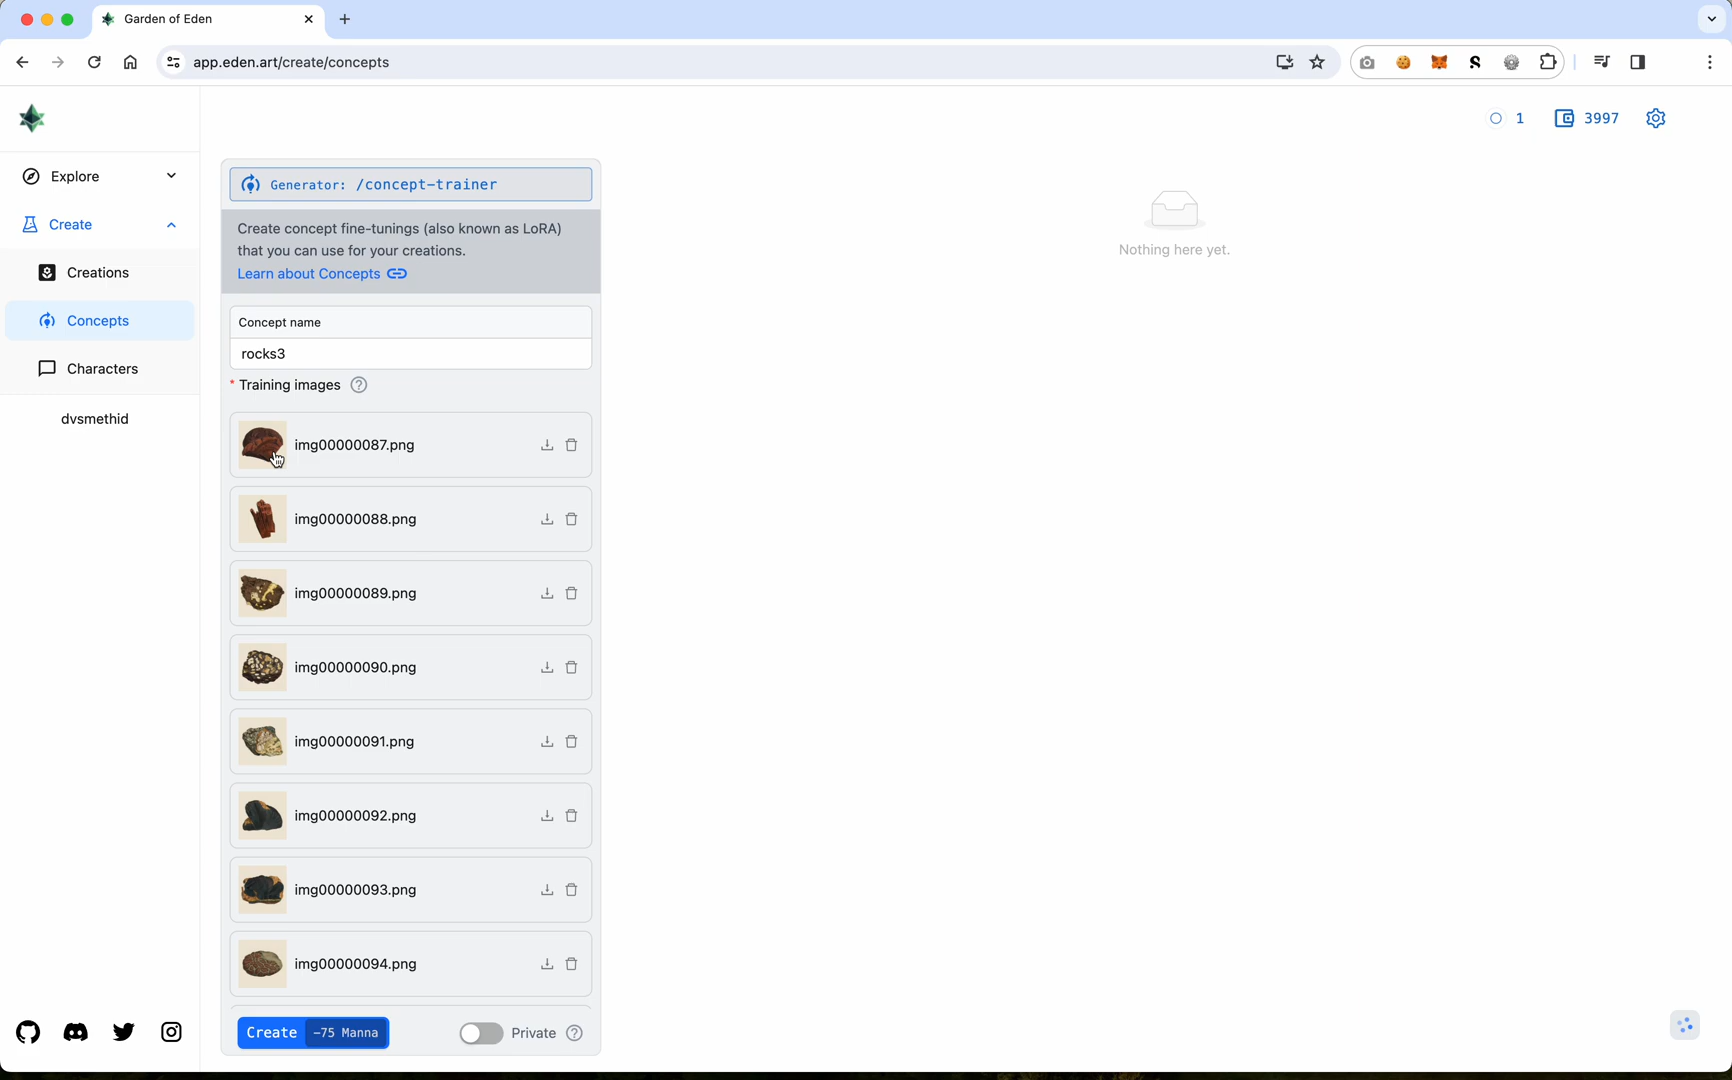 Garden of Eden
app.eden.art/create/concepts
S
1
3997
Explore
Create
Creations
Concepts
Characters
dvsmethid
Generator: /concept-trainer
Create concept fine-tunings (also known as LoRA)
that you can use for your creations.
Learn about Concepts
Concept name
rocks3
* Training images ?
img00000087.png
img00000088.png
img00000089.png
img00000090.png
img00000091.png
img00000092.png
img00000093.png
img00000094.png
Create -75 Manna
Private ?
Nothing here yet.